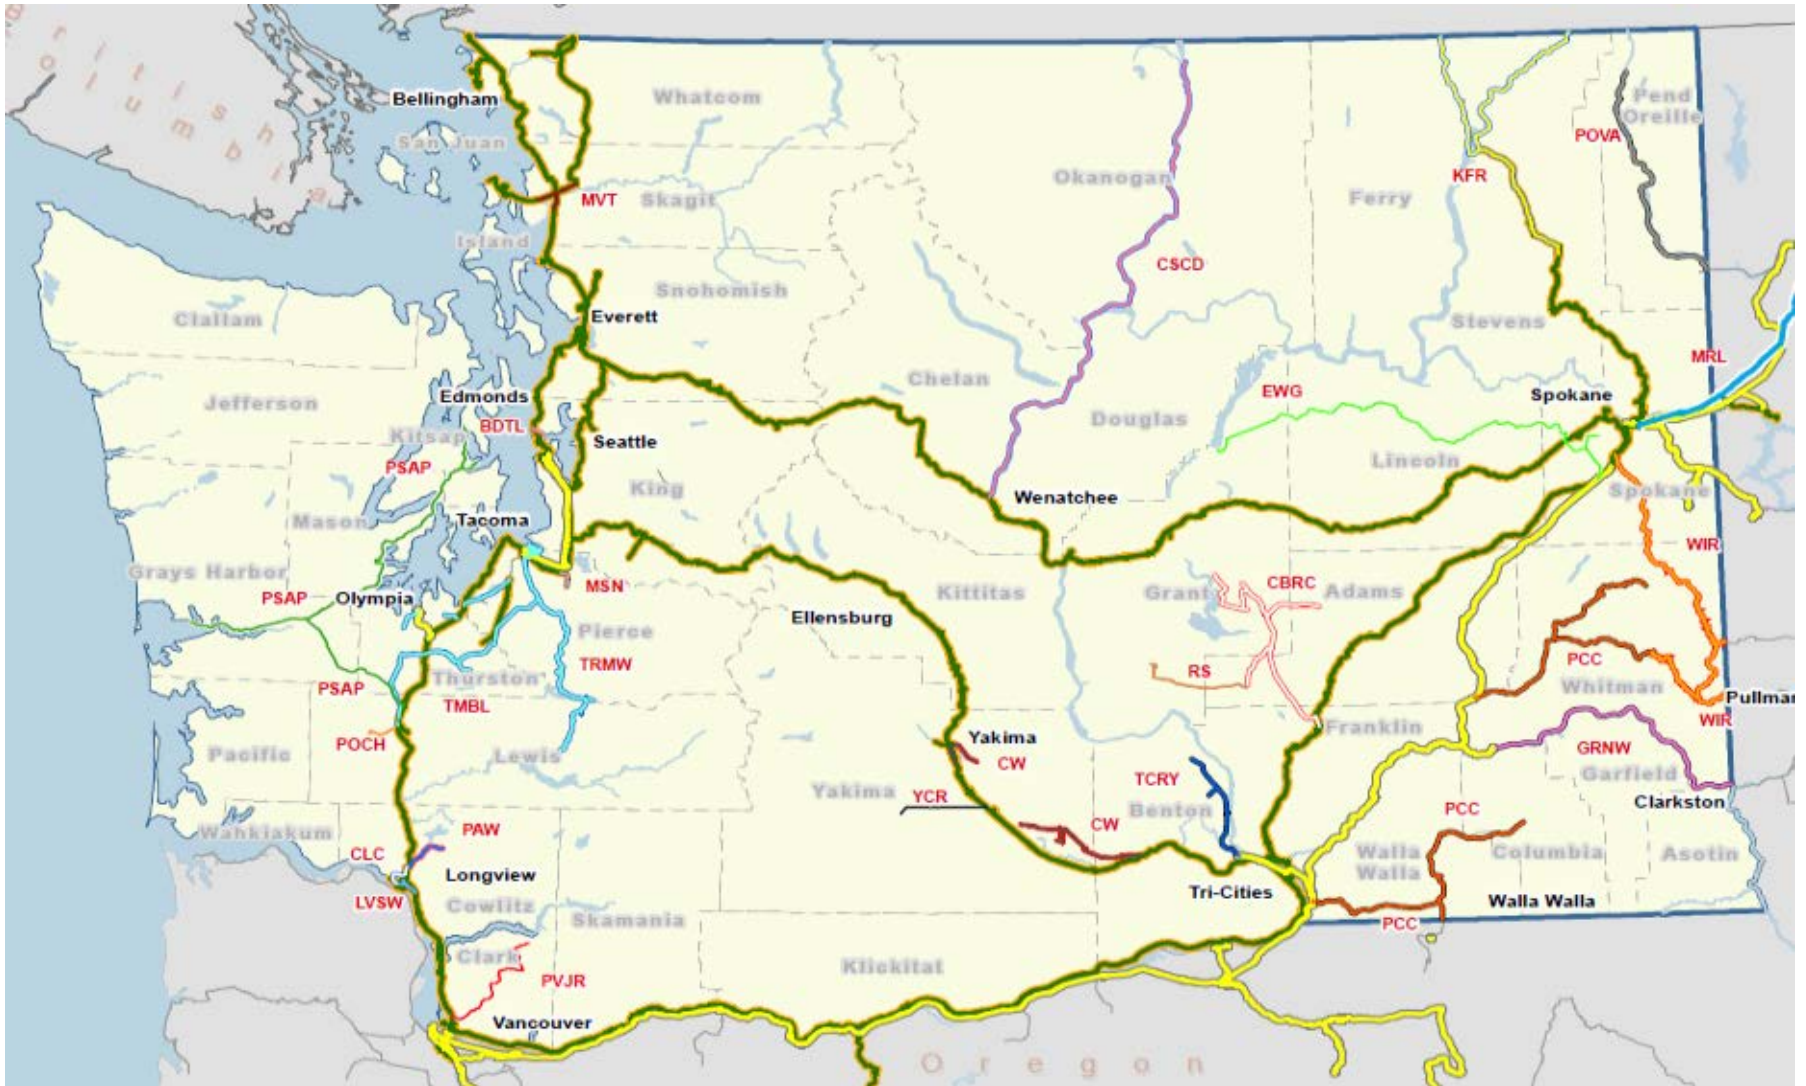 British
Columbia
Bellingham
Whatcom
San Juan
Pend
Oreille
POVA
Okanogan
KFR
Ferry
MVT
Skagit
Island
CSCD
Snohomish
Everett
Clallam
Stevens
MRL
Chelan
EWG
Spokane
Edmonds
Jefferson
Douglas
BDTL
Kitsap
Seattle
PSAP
Lincoln
King
Wenatchee
Spokane
Mason
Tacoma
WIR
Grays Harbor
MSN
CBRC
PSAP
Olympia
Kittitas
Grant
Adams
Ellensburg
Pierce
PCC
TRMW
RS
Thurston
PSAP
Whitman
Pullman
TMBL
WIR
Franklin
POCH
Yakima
Pacific
Lewis
GRNW
CW
TCRY
Garfield
Yakima
YCR
Benton
Clarkston
PCC
Wahkiakum
PAW
CW
CLC
Walla
Walla
Columbia
Asotin
Longview
Tri-Cities
LVSW
Cowlitz
Walla Walla
Skamania
PCC
Clark
Klickital
PVJR
Vancouver
Oregon